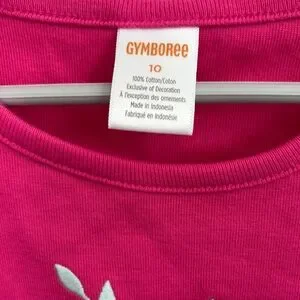 GYMBOREE
10
100% Cotton/Coton
Exclusive of Decoration
À l'exception des ornements
Made in Indonesia
Fabriqué en Indonésie